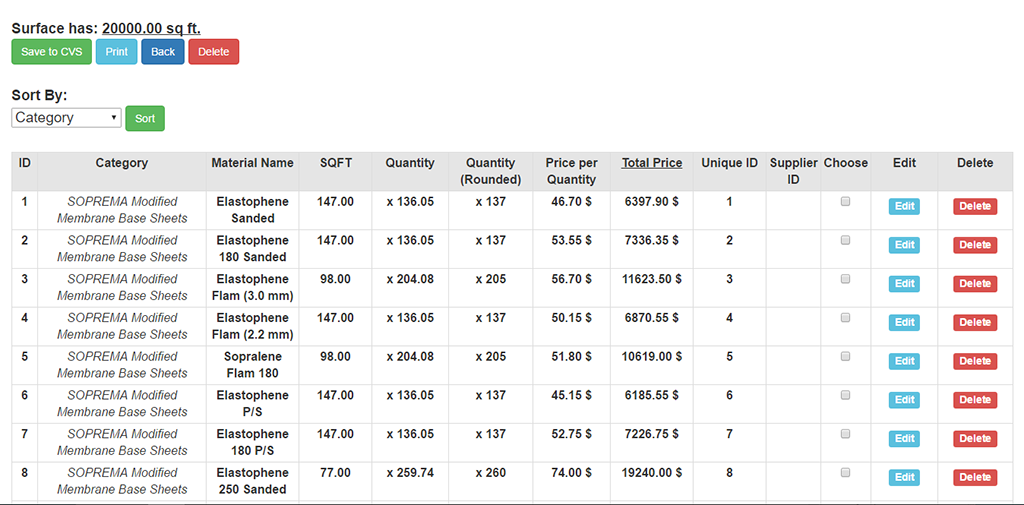 Surface has: 20000.00 sq ft.
Save to CVS Print Back Delete
Sort By:
Category Sort
ID Category Material Name SQFT Quantity Quantity (Rounded) Price per Quantity Total Price Unique ID Supplier ID Choose Edit Delete
1 SOPREMA Modified Membrane Base Sheets Elastophene Sanded 147.00 x 136.05 x 137 46.70 $ 6397.90 $ 1 Edit Delete
2 SOPREMA Modified Membrane Base Sheets Elastophene 180 Sanded 147.00 x 136.05 x 137 53.55 $ 7336.35 $ 2 Edit Delete
3 SOPREMA Modified Membrane Base Sheets Elastophene Flam (3.0 mm) 98.00 x 204.08 x 205 56.70 $ 11623.50 $ 3 Edit Delete
4 SOPREMA Modified Membrane Base Sheets Elastophene Flam (2.2 mm) 147.00 x 136.05 x 137 50.15 $ 6870.55 $ 4 Edit Delete
5 SOPREMA Modified Membrane Base Sheets Sopralene Flam 180 98.00 x 204.08 x 205 51.80 $ 10619.00 $ 5 Edit Delete
6 SOPREMA Modified Membrane Base Sheets Elastophene P/S 147.00 x 136.05 x 137 45.15 $ 6185.55 $ 6 Edit Delete
7 SOPREMA Modified Membrane Base Sheets Elastophene 180 P/S 147.00 x 136.05 x 137 52.75 $ 7226.75 $ 7 Edit Delete
8 SOPREMA Modified Membrane Base Sheets Elastophene 250 Sanded 77.00 x 259.74 x 260 74.00 $ 19240.00 $ 8 Edit Delete